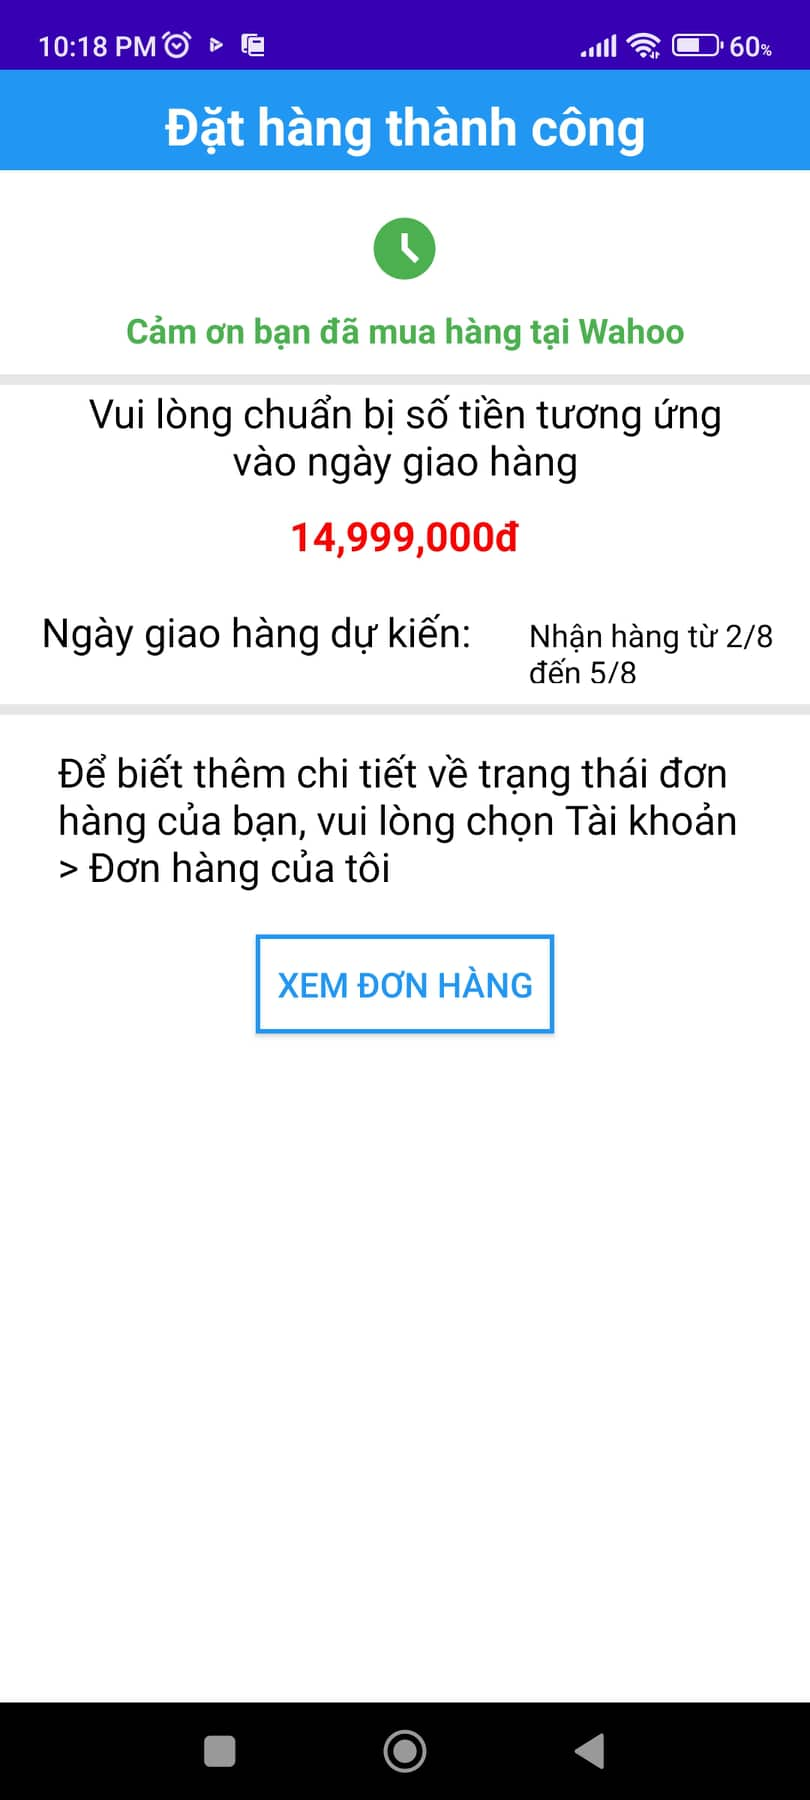 10:18 PM 60%
Đặt hàng thành công
Cảm ơn bạn đã mua hàng tại Wahoo
Vui lòng chuẩn bị số tiền tương ứng
vào ngày giao hàng
14,999,000đ
Ngày giao hàng dự kiến: Nhận hàng từ 2/8
đến 5/8
Để biết thêm chi tiết về trạng thái đơn
hàng của bạn, vui lòng chọn Tài khoản
> Đơn hàng của tôi
XEM ĐƠN HÀNG